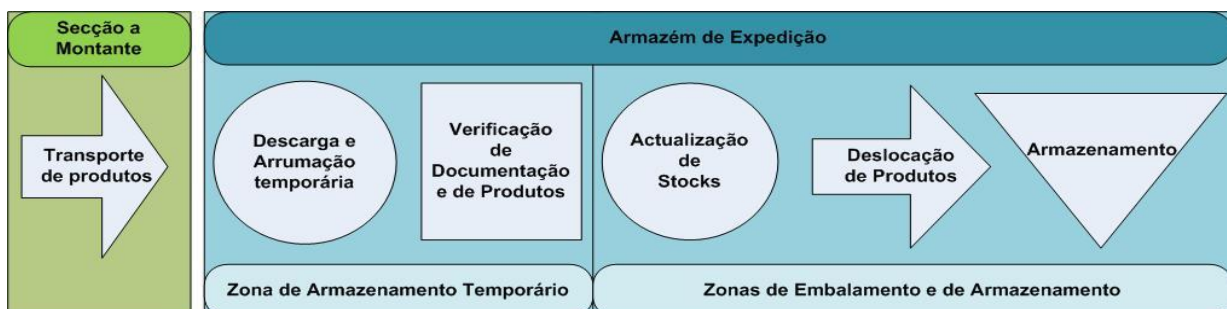 Secção a
Montante
Armazém de Expedição
Transporte
de produtos
Descarga e
Arrumação
temporária
Verificação
de
Documentação
e de Produtos
Actualização
de
Stocks
Deslocação
de Produtos
Armazenamento
Zona de Armazenamento Temporário
Zonas de Embalamento e de Armazenamento